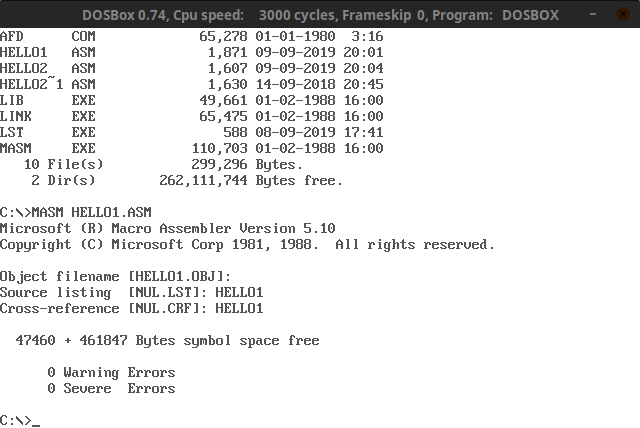 DOSBox 0.74, Cpu speed:    3000 cycles, Frameskip  0, Program:   DOSBOX
AFD      COM             65,278 01-01-1980  3:16
HELLO1   ASM              1,871 09-09-2019 20:01
HELLO2   ASM              1,607 09-09-2019 20:04
HELLO2~1 ASM              1,630 14-09-2018 20:45
LIB      EXE             49,661 01-02-1988 16:00
LINK     EXE             65,475 01-02-1988 16:00
LST      EXE                588 08-09-2019 17:41
MASM     EXE            110,703 01-02-1988 16:00
   10 File(s)           299,296 Bytes.
    2 Dir(s)        262,111,744 Bytes free.
C:\>MASM HELLO1.ASM
Microsoft (R) Macro Assembler Version 5.10
Copyright (C) Microsoft Corp 1981, 1988.  All rights reserved.
Object filename [HELLO1.OBJ]:
Source listing  [NUL.LST]: HELLO1
Cross-reference [NUL.CRF]: HELLO1
  47460 + 461847 Bytes symbol space free
      0 Warning Errors
      0 Severe  Errors
C:\>_